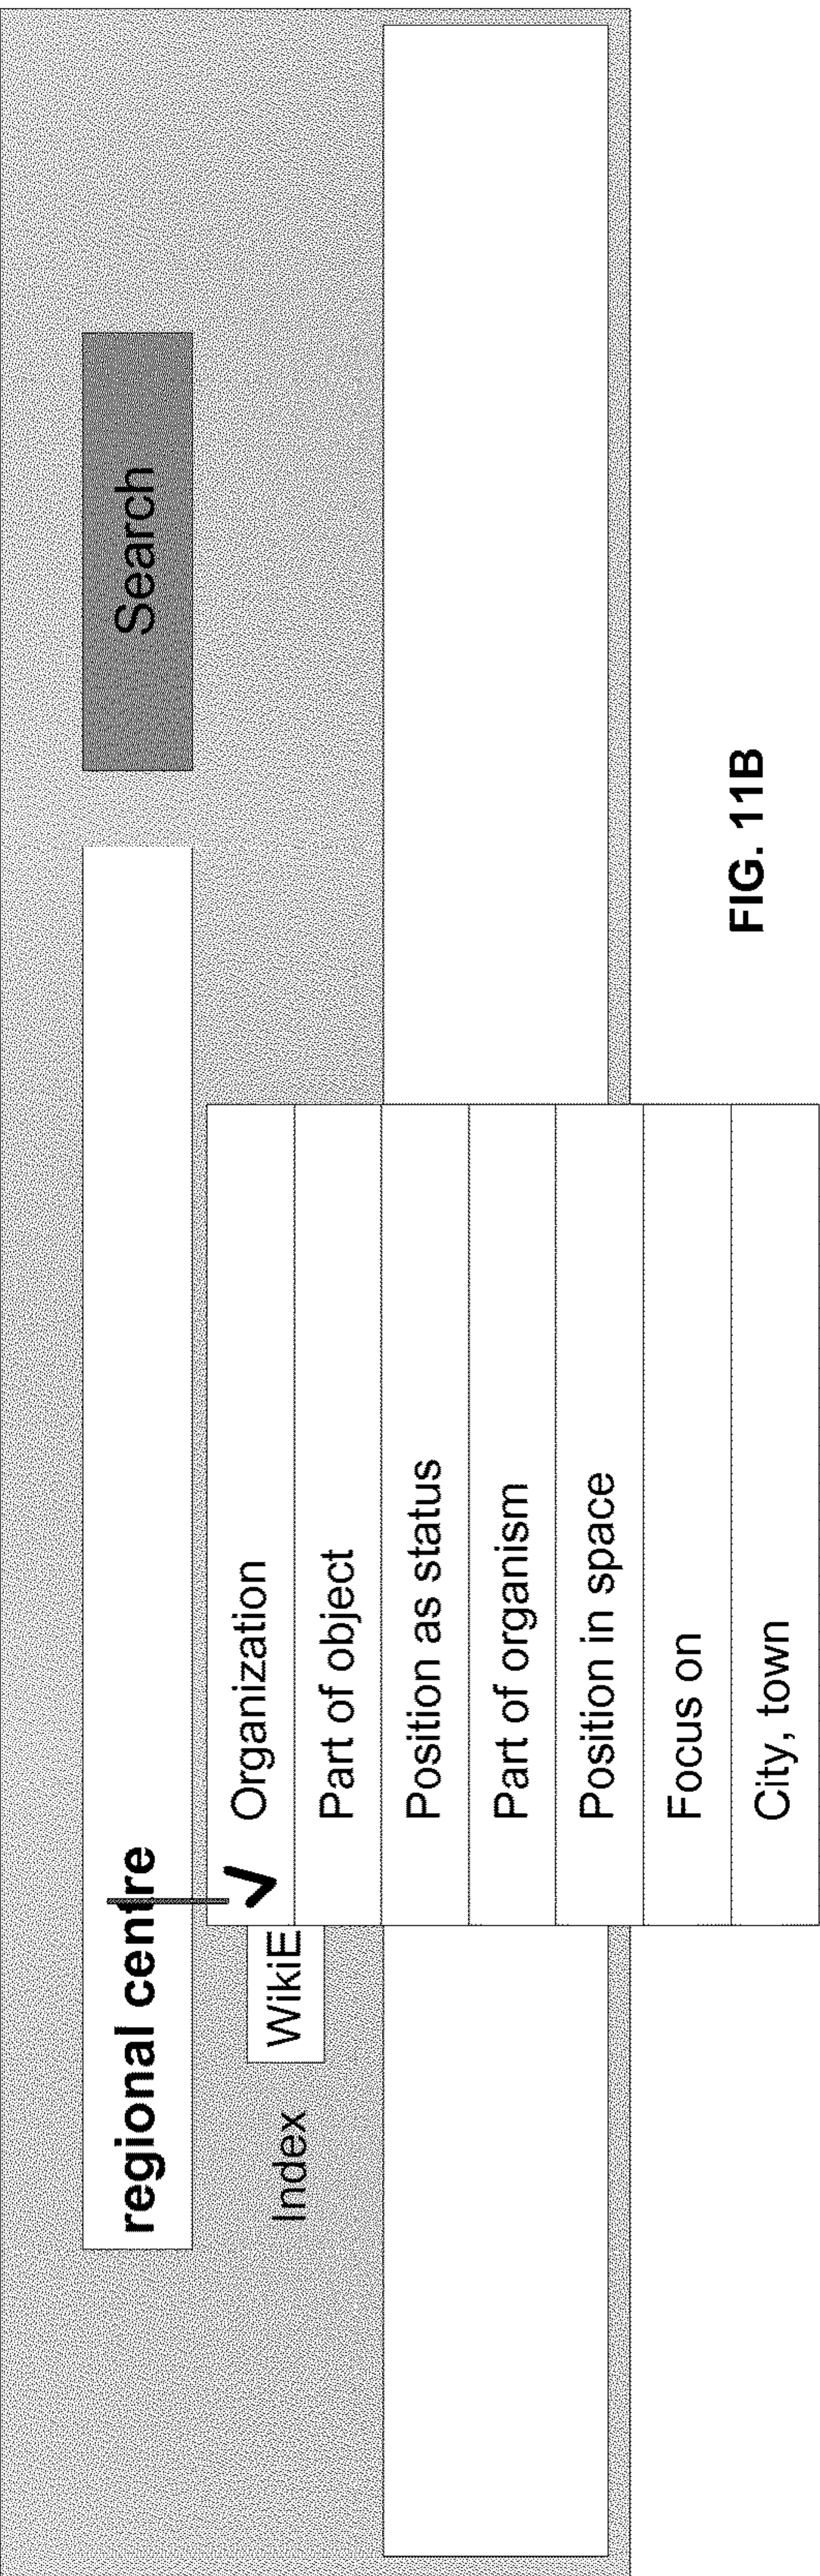 regional centre
Search
Index
WikiE
Organization
Part of object
Position as status
Part of organism
Position in space
Focus on
City, town
FIG. 11B